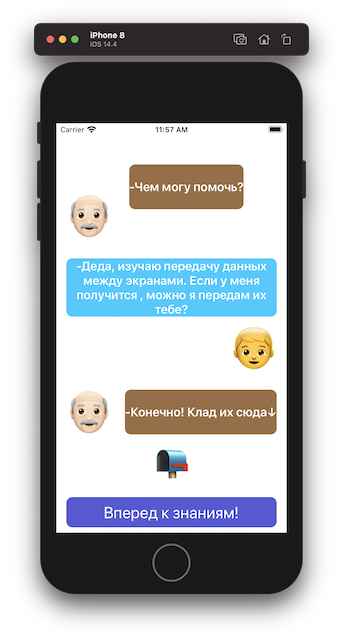 iPhone 8
iOS 14.4
Carrier 11:57 AM
-Чем могу помочь?
-Деда, изучаю передачу данных
между экранами. Если у меня
получится , можно я передам их
тебе?
-Конечно! Клад их сюда↓
Вперед к знаниям!